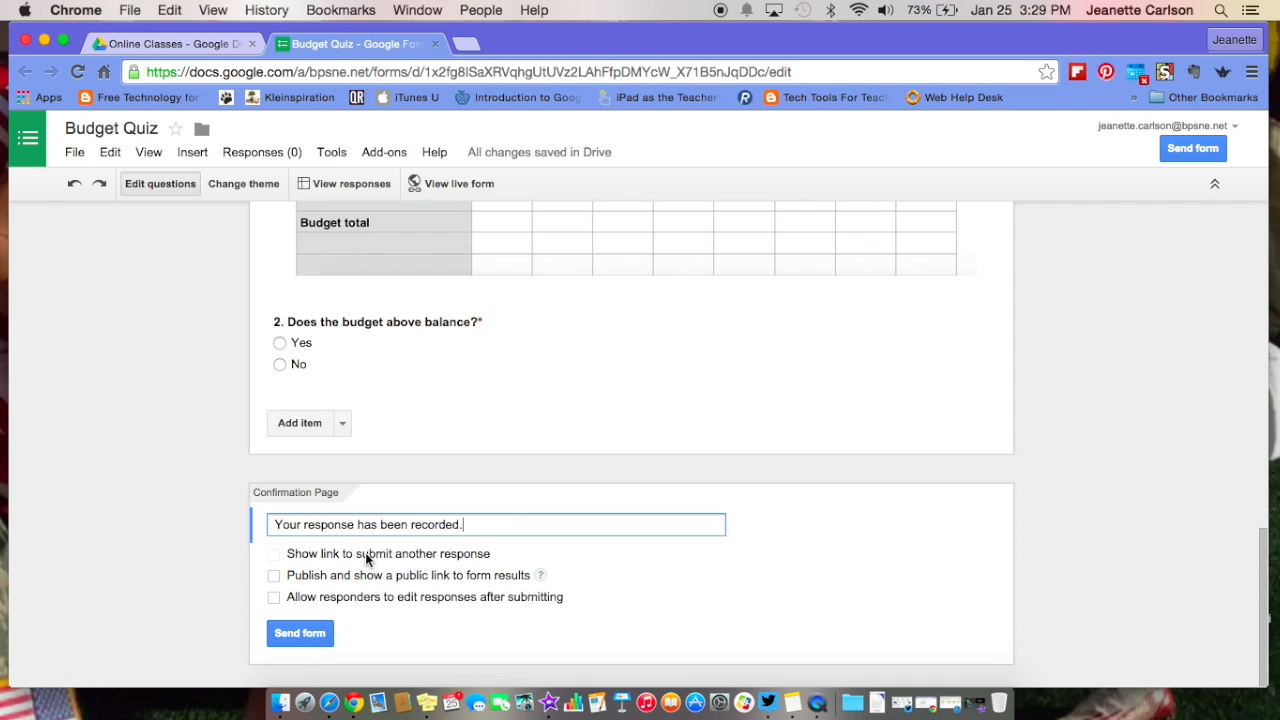 Chrome File Edit View History Bookmarks Window People Help 73% Jan 25 3:29 PM Jeanette Carlson
Online Classes - Google D
Budget Quiz - Google For
Jeanette
https://docs.google.com/a/bpsne.net/forms/d/1x2fg8lSaXRVqhgUtUVz2LAhFfpDMYcW_X71B5nJqDDc/edit
Apps Free Technology for Kleinspiration QR iTunes U Introduction to Goog iPad as the Teacher's Tech Tools For Teach Web Help Desk » Other Bookmarks
Budget Quiz
jeanette.carlson@bpsne.net
File Edit View Insert Responses (0) Tools Add-ons Help All changes saved in Drive
Send form
Edit questions Change theme View responses View live form
Budget total
2. Does the budget above balance?*
Yes
No
Add item
Confirmation Page
Your response has been recorded.
Show link to submit another response
Publish and show a public link to form results ?
Allow responders to edit responses after submitting
Send form